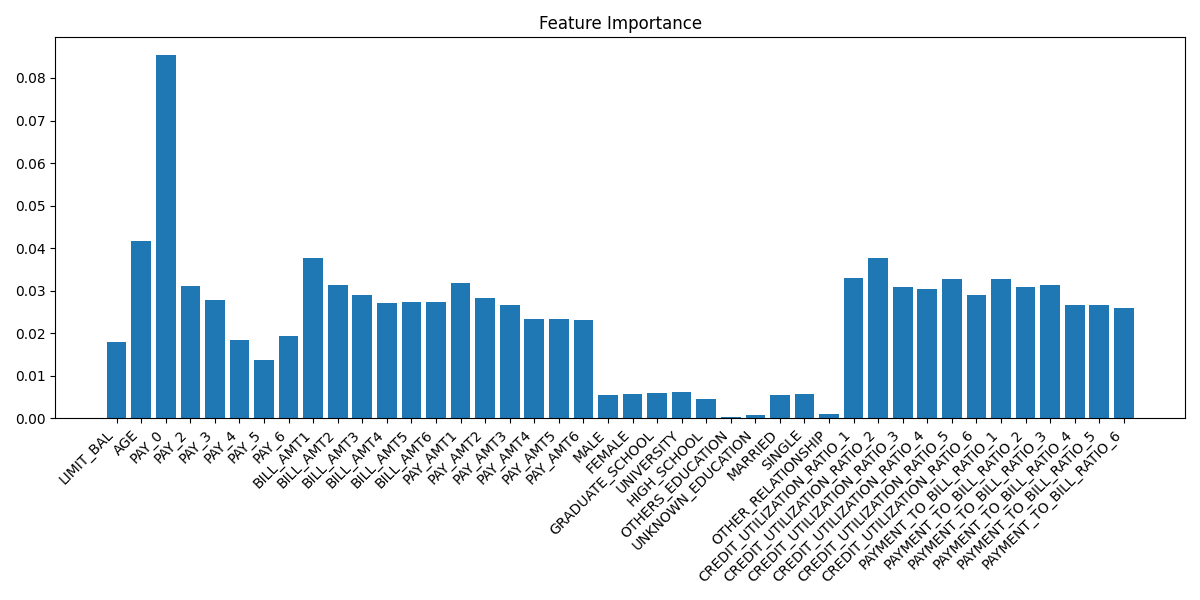 Feature Importance
0.08
0.07
0.06
0.05
0.04
0.03
0.02
0.01
0.00
LIMIT_BAL
AGE
PAY_0
PAY_2
PAY_3
PAY_4
PAY_5
PAY_6
BILL_AMT1
BILL_AMT2
BILL_AMT3
BILL_AMT4
BILL_AMT5
BILL_AMT6
PAY_AMT1
PAY_AMT2
PAY_AMT3
PAY_AMT4
PAY_AMT5
PAY_AMT6
MALE
FEMALE
GRADUATE_SCHOOL
UNIVERSITY
HIGH_SCHOOL
OTHERS_EDUCATION
UNKNOWN_EDUCATION
MARRIED
SINGLE
OTHER_RELATIONSHIP
CREDIT_UTILIZATION_RATIO_1
CREDIT_UTILIZATION_RATIO_2
CREDIT_UTILIZATION_RATIO_3
CREDIT_UTILIZATION_RATIO_4
CREDIT_UTILIZATION_RATIO_5
CREDIT_UTILIZATION_RATIO_6
PAYMENT_TO_BILL_RATIO_1
PAYMENT_TO_BILL_RATIO_2
PAYMENT_TO_BILL_RATIO_3
PAYMENT_TO_BILL_RATIO_4
PAYMENT_TO_BILL_RATIO_5
PAYMENT_TO_BILL_RATIO_6